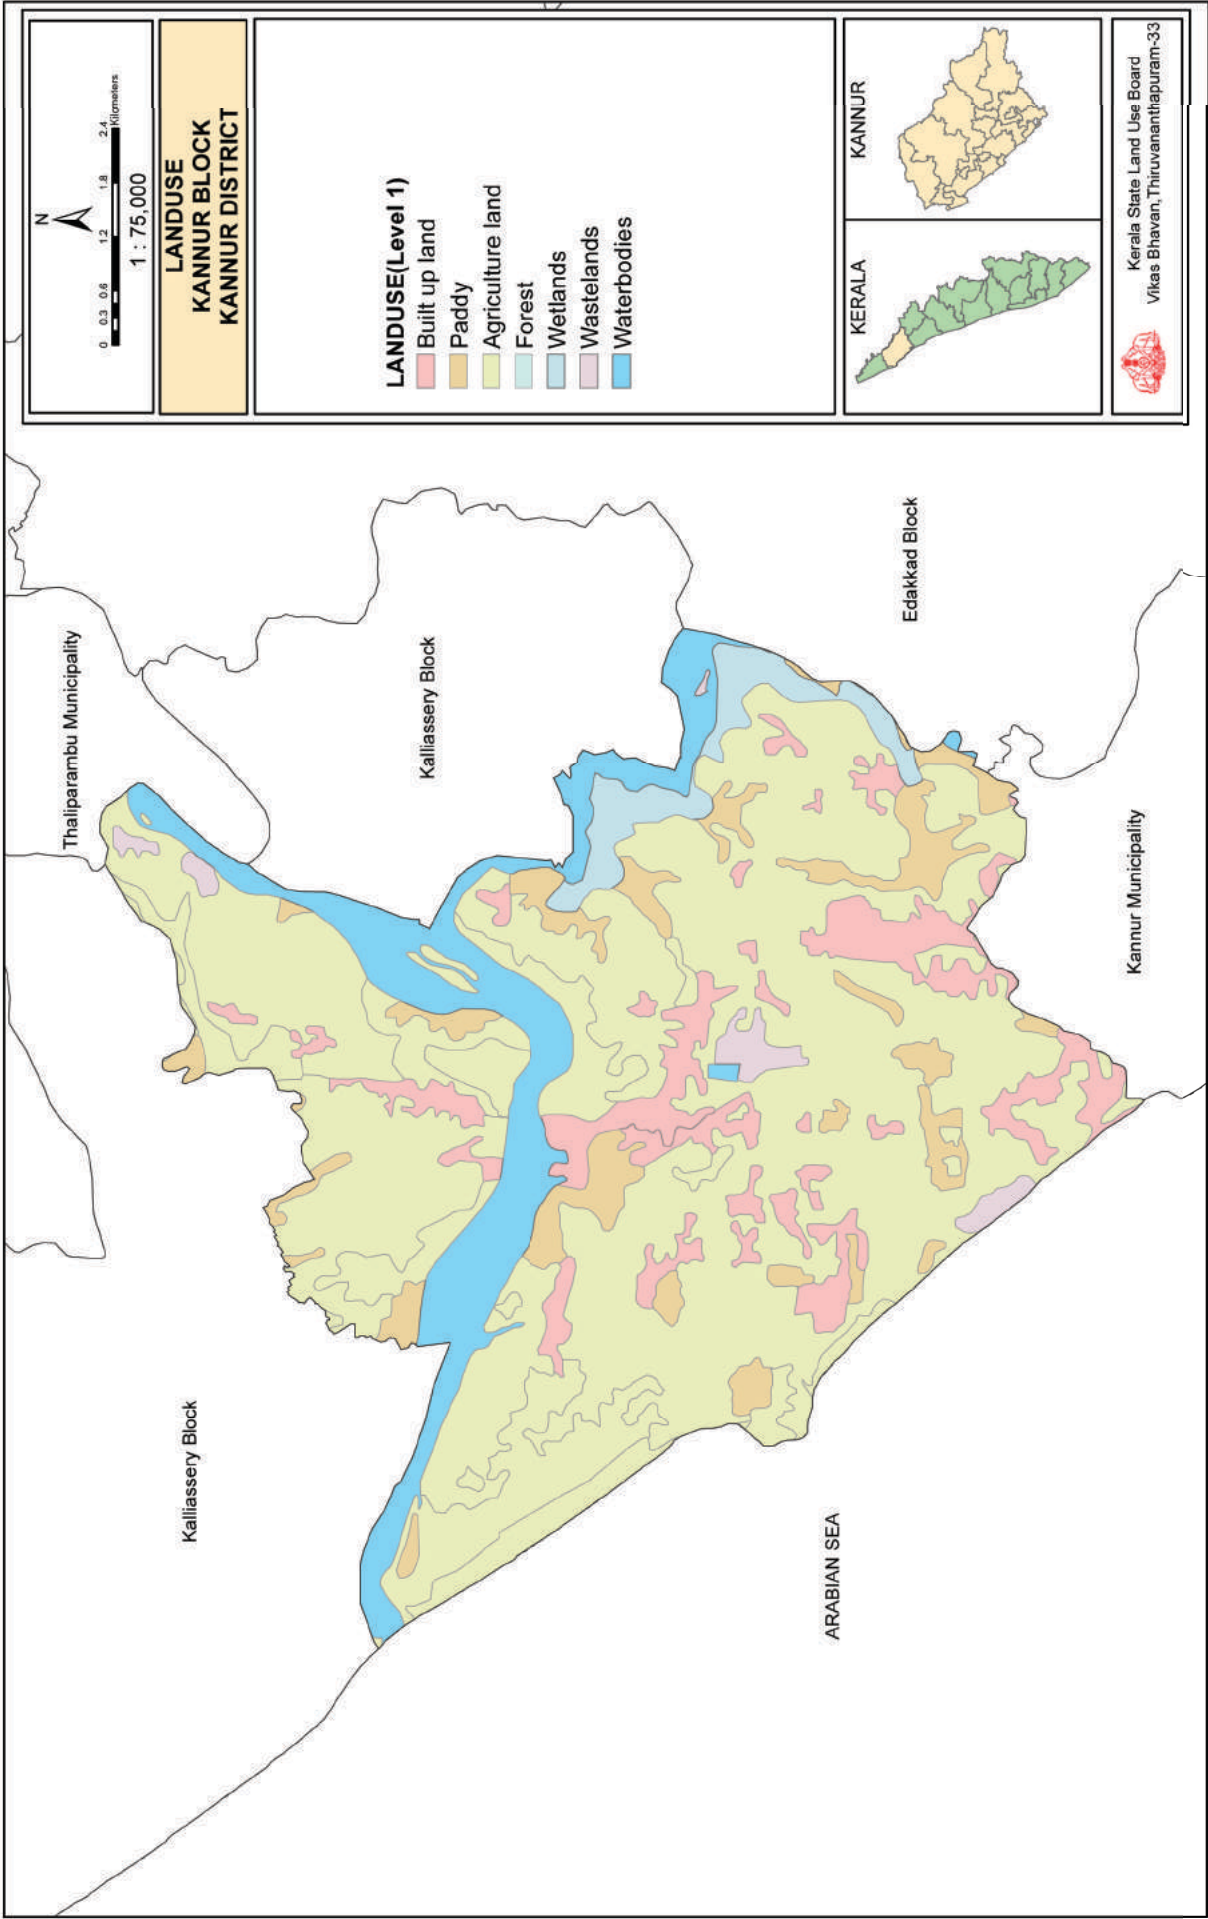 Thaliparambu Municipality
Kalliassery Block
Kalliassery Block
Edakkad Block
Kannur Municipality
ARABIAN SEA
N
0 0.3 0.6 1.2 1.8 2.4
Kilometers
1 : 75,000
LANDUSE
KANNUR BLOCK
KANNUR DISTRICT
LANDUSE(Level 1)
Built up land
Paddy
Agriculture land
Forest
Wetlands
Wastelands
Waterbodies
KERALA
KANNUR
Kerala State Land Use Board
Vikas Bhavan,Thiruvananthapuram-33